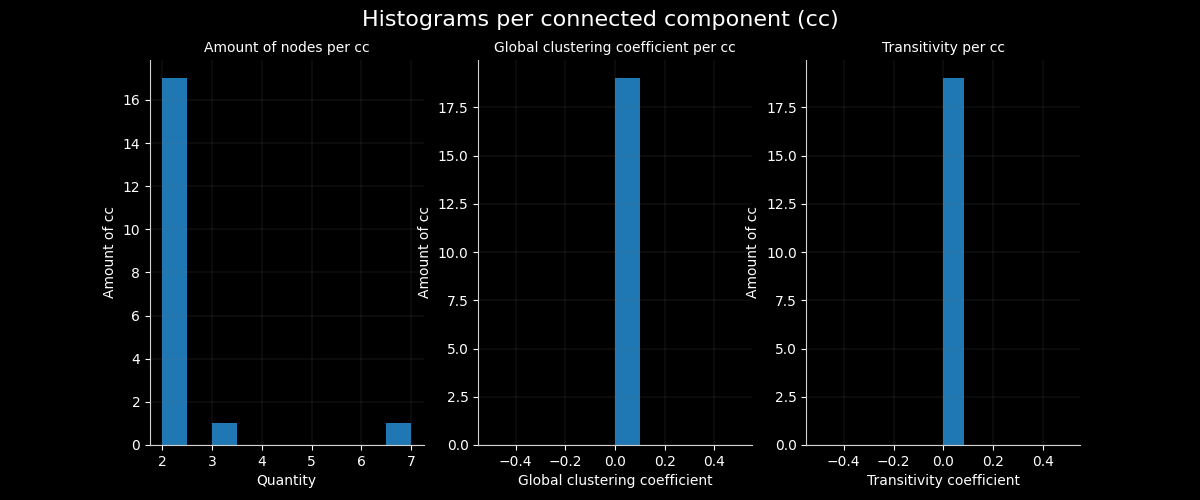 Histograms per connected component (cc)
Amount of nodes per cc
Amount of cc
16
14
12
10
8
6
4
2
0
2 3 4 5 6 7
Quantity
Global clustering coefficient per cc
Amount of cc
17.5
15.0
12.5
10.0
7.5
5.0
2.5
0.0
−0.4 −0.2 0.0 0.2 0.4
Global clustering coefficient
Transitivity per cc
Amount of cc
17.5
15.0
12.5
10.0
7.5
5.0
2.5
0.0
−0.4 −0.2 0.0 0.2 0.4
Transitivity coefficient